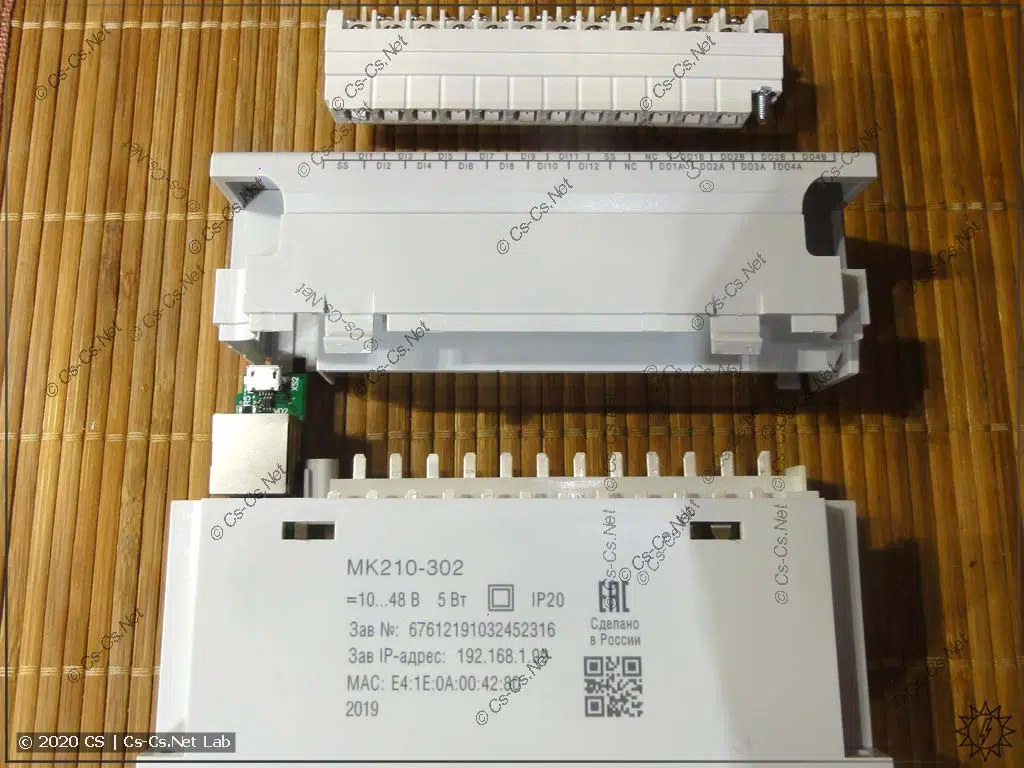 DI1 DI3 DI5 DI7 DI9 DI11 SS NC DO1B DO2B DO3B DO4B
SS DI2 DI4 DI6 DI8 DI10 DI12 NC DO1A DO2A DO3A DO4A
XS2
МК210-302
=10...48 В 5 Вт IP20
Зав №: 67612191032452316
Зав IP-адрес: 192.168.1.99
MAC: E4:1E:0A:00:42:80
2019
EAC
Сделано
в России
© 2020 CS | Cs-Cs.Net Lab
© Cs-Cs.Net